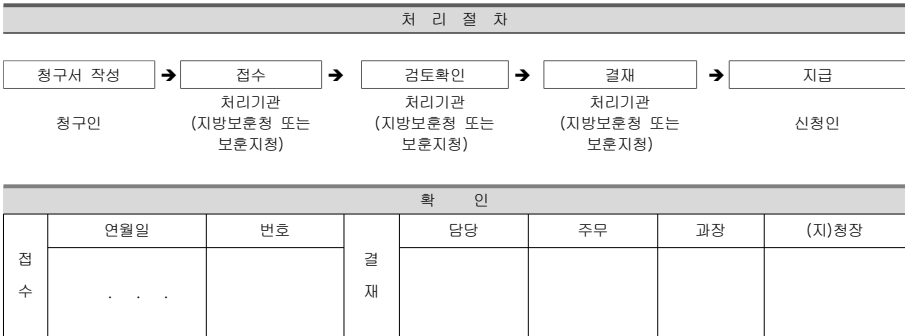 처 리 절 차
청구서 작성 ➔ 접수 ➔ 검토확인 ➔ 결재 ➔ 지급
청구인
처리기관
(지방보훈청 또는
보훈지청)
처리기관
(지방보훈청 또는
보훈지청)
처리기관
(지방보훈청 또는
보훈지청)
신청인
확 인
접
수
연월일
번호
결
재
담당
주무
과장
(지)청장
. . .